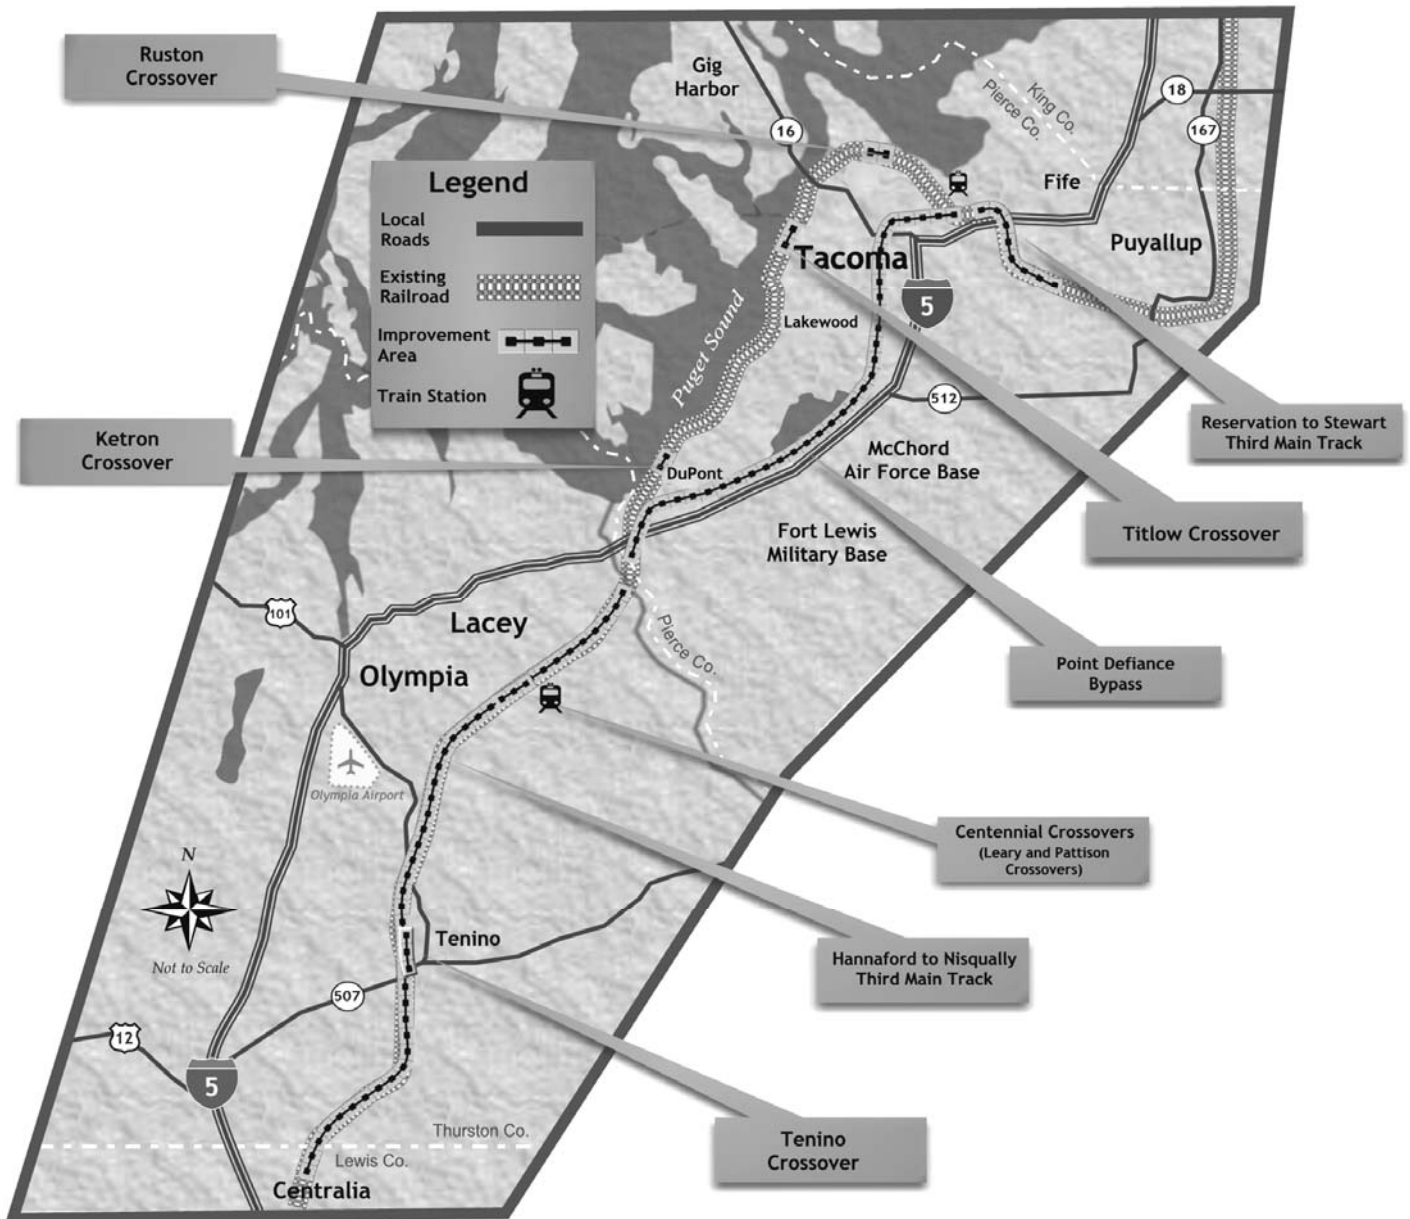 Ruston
Crossover
Gig
Harbor
King Co.
Pierce Co.
18
16
167
Legend
Local
Roads
Existing
Railroad
Improvement
Area
Train Station
Fife
Puyallup
Tacoma
5
Lakewood
Puget Sound
512
Reservation to Stewart
Third Main Track
Ketron
Crossover
DuPont
McChord
Air Force Base
Titlow Crossover
Fort Lewis
Military Base
101
Lacey
Pierce Co.
Point Defiance
Bypass
Olympia
Olympia Airport
Centennial Crossovers
(Leary and Pattison
Crossovers)
N
Not to Scale
Tenino
Hannaford to Nisqually
Third Main Track
507
12
5
Thurston Co.
Lewis Co.
Tenino
Crossover
Centralia